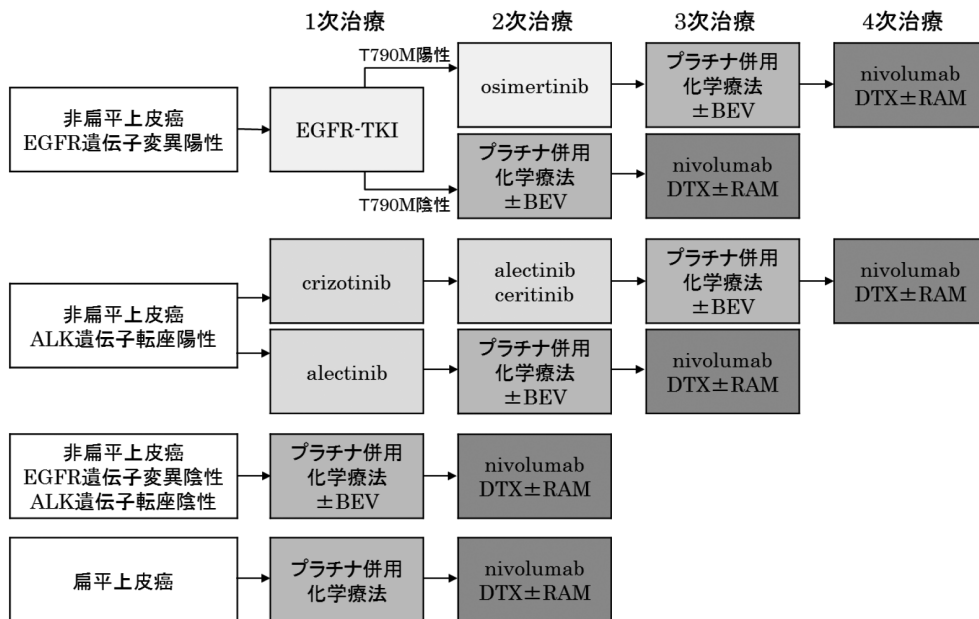 1次治療
2次治療
3次治療
4次治療
非扁平上皮癌
EGFR遺伝子変異陽性
EGFR-TKI
T790M陽性
osimertinib
プラチナ併用
化学療法
±BEV
nivolumab
DTX±RAM
T790M陰性
プラチナ併用
化学療法
±BEV
nivolumab
DTX±RAM
非扁平上皮癌
ALK遺伝子転座陽性
crizotinib
alectinib
ceritinib
プラチナ併用
化学療法
±BEV
nivolumab
DTX±RAM
alectinib
プラチナ併用
化学療法
±BEV
nivolumab
DTX±RAM
非扁平上皮癌
EGFR遺伝子変異陰性
ALK遺伝子転座陰性
プラチナ併用
化学療法
±BEV
nivolumab
DTX±RAM
扁平上皮癌
プラチナ併用
化学療法
nivolumab
DTX±RAM